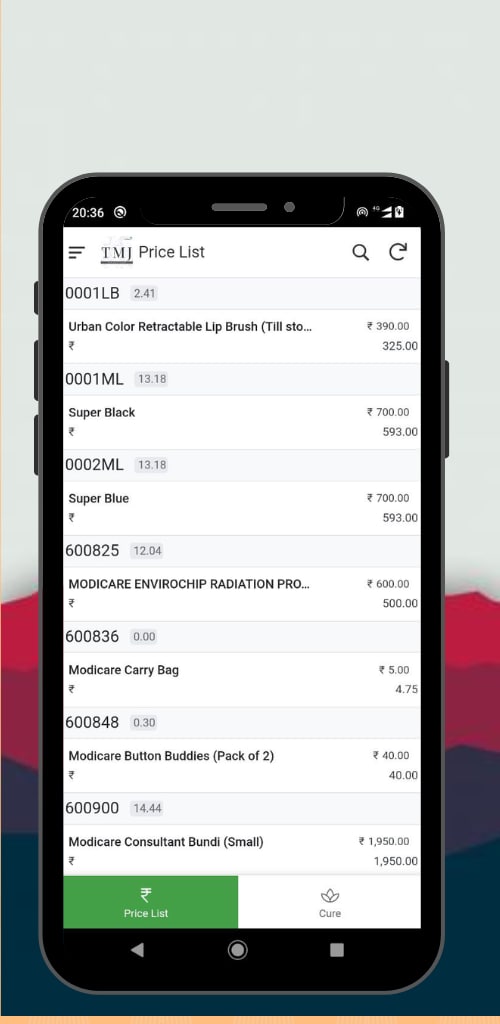 20:36
4G
TMJ Price List
0001LB 2.41
Urban Color Retractable Lip Brush (Till sto... ₹ 390.00
₹ 325.00
0001ML 13.18
Super Black ₹ 700.00
₹ 593.00
0002ML 13.18
Super Blue ₹ 700.00
₹ 593.00
600825 12.04
MODICARE ENVIROCHIP RADIATION PRO... ₹ 600.00
₹ 500.00
600836 0.00
Modicare Carry Bag ₹ 5.00
₹ 4.75
600848 0.30
Modicare Button Buddies (Pack of 2) ₹ 40.00
₹ 40.00
600900 14.44
Modicare Consultant Bundi (Small) ₹ 1,950.00
₹ 1,950.00
₹
Price List Cure